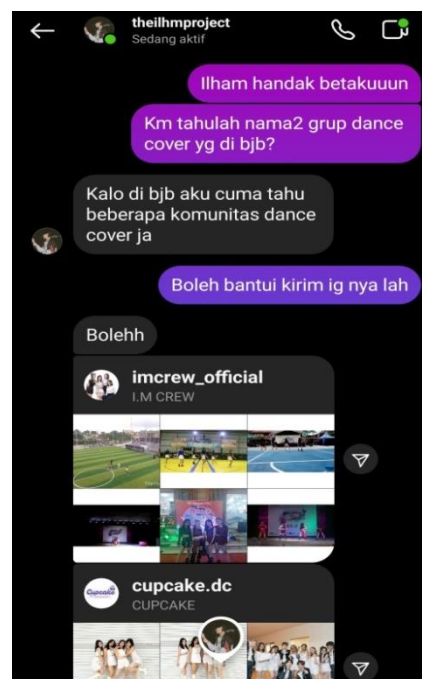 theilhmproject
Sedang aktif
Ilham handak betakuuun
Km tahulah nama2 grup dance
cover yg di bjb?
Kalo di bjb aku cuma tahu
beberapa komunitas dance
cover ja
Boleh bantui kirim ig nya lah
Bolehh
imcrew_official
I.M CREW
Cupcake
cupcake.dc
CUPCAKE